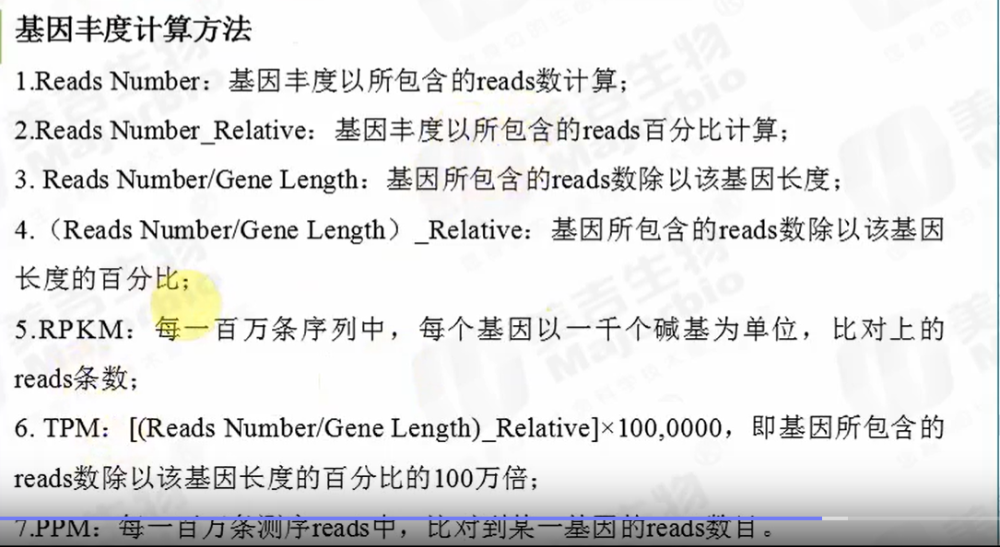 基因丰度计算方法
1.Reads Number：基因丰度以所包含的reads数计算；
2.Reads Number_Relative：基因丰度以所包含的reads百分比计算；
3. Reads Number/Gene Length：基因所包含的reads数除以该基因长度；
4.（Reads Number/Gene Length）_Relative：基因所包含的reads数除以该基因
长度的百分比；
5.RPKM：每一百万条序列中，每个基因以一千个碱基为单位，比对上的
reads条数；
6. TPM：[(Reads Number/Gene Length)_Relative]×100,0000，即基因所包含的
reads数除以该基因长度的百分比的100万倍；
7.PPM：每一百万条测序reads中，比对到某一基因的reads数目。
美吉生物
Majorbio